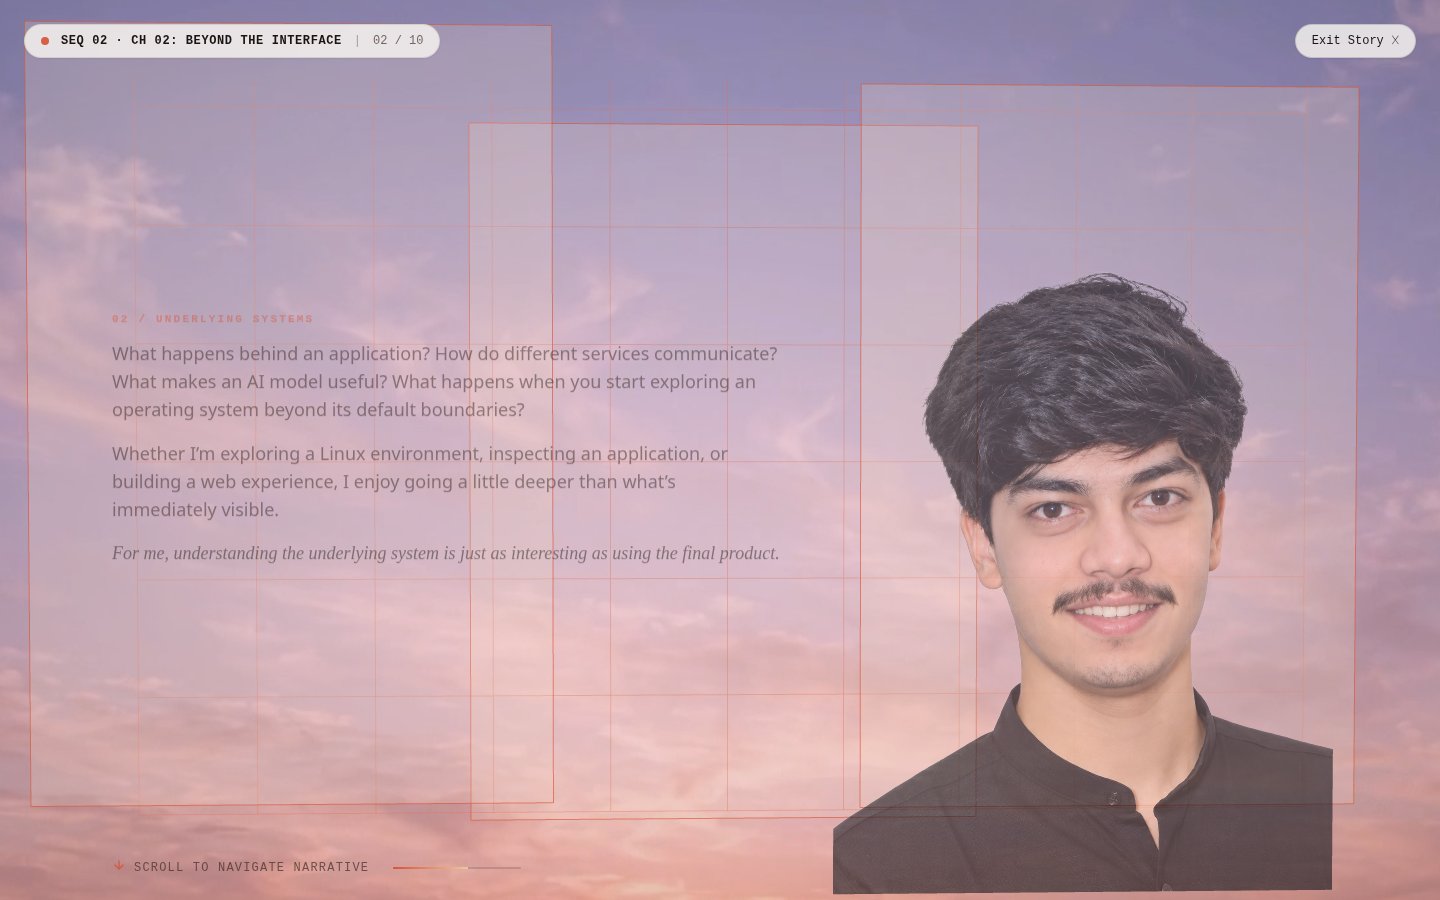 SEQ 02 · CH 02: BEYOND THE INTERFACE | 02 / 10
Exit Story X
02 / UNDERLYING SYSTEMS
What happens behind an application? How do different services communicate?
What makes an AI model useful? What happens when you start exploring an
operating system beyond its default boundaries?
Whether I’m exploring a Linux environment, inspecting an application, or
building a web experience, I enjoy going a little deeper than what’s
immediately visible.
For me, understanding the underlying system is just as interesting as using the final product.
↓ SCROLL TO NAVIGATE NARRATIVE